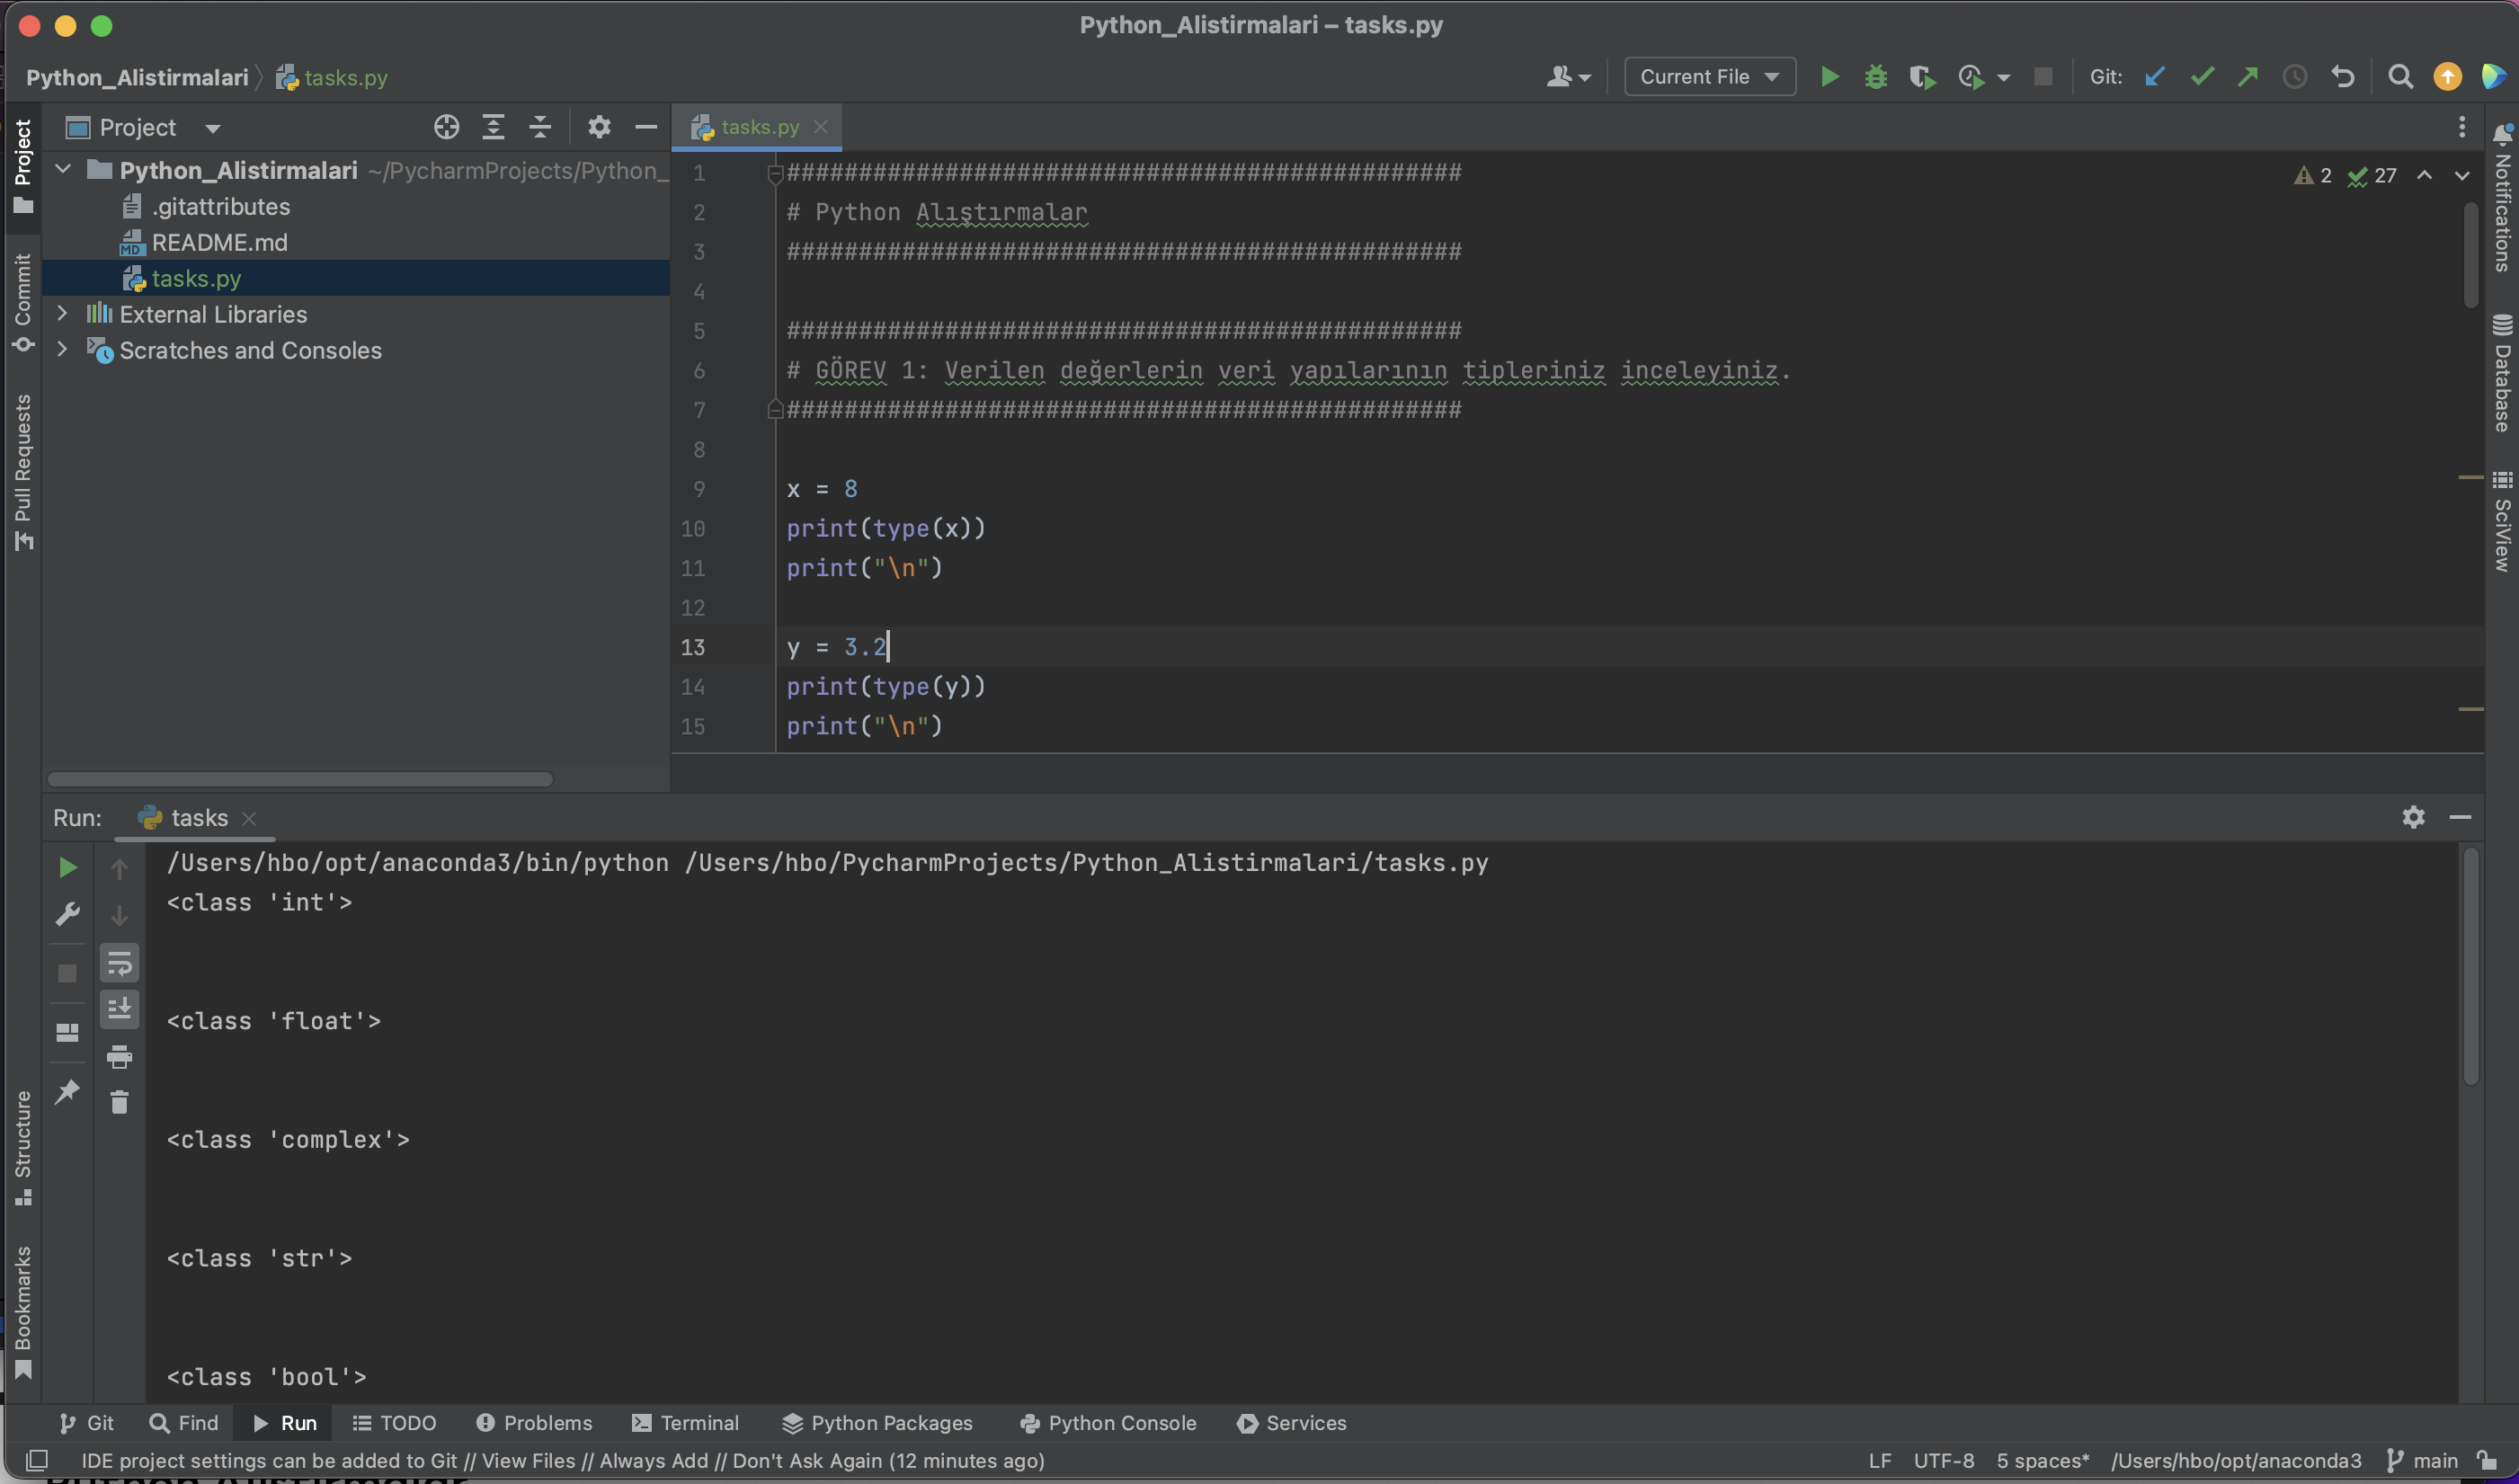 Python_Alistirmalari – tasks.py
Python_Alistirmalari tasks.py
Current File
Git:
Project
tasks.py
Python_Alistirmalari ~/PycharmProjects/Python_
.gitattributes
README.md
tasks.py
External Libraries
Scratches and Consoles
Project
Commit
Pull Requests
Structure
Bookmarks
1 ###############################################
2 # Python Alıştırmalar
3 ###############################################
4
5 ###############################################
6 # GÖREV 1: Verilen değerlerin veri yapılarının tipleriniz inceleyiniz.
7 ###############################################
8
9 x = 8
10 print(type(x))
11 print("\n")
12
13 y = 3.2
14 print(type(y))
15 print("\n")
2 27
Notifications
Database
SciView
Run: tasks
/Users/hbo/opt/anaconda3/bin/python /Users/hbo/PycharmProjects/Python_Alistirmalari/tasks.py
<class 'int'>
<class 'float'>
<class 'complex'>
<class 'str'>
<class 'bool'>
Git Find Run TODO Problems Terminal Python Packages Python Console Services
IDE project settings can be added to Git // View Files // Always Add // Don't Ask Again (12 minutes ago)
LF UTF-8 5 spaces* /Users/hbo/opt/anaconda3 main